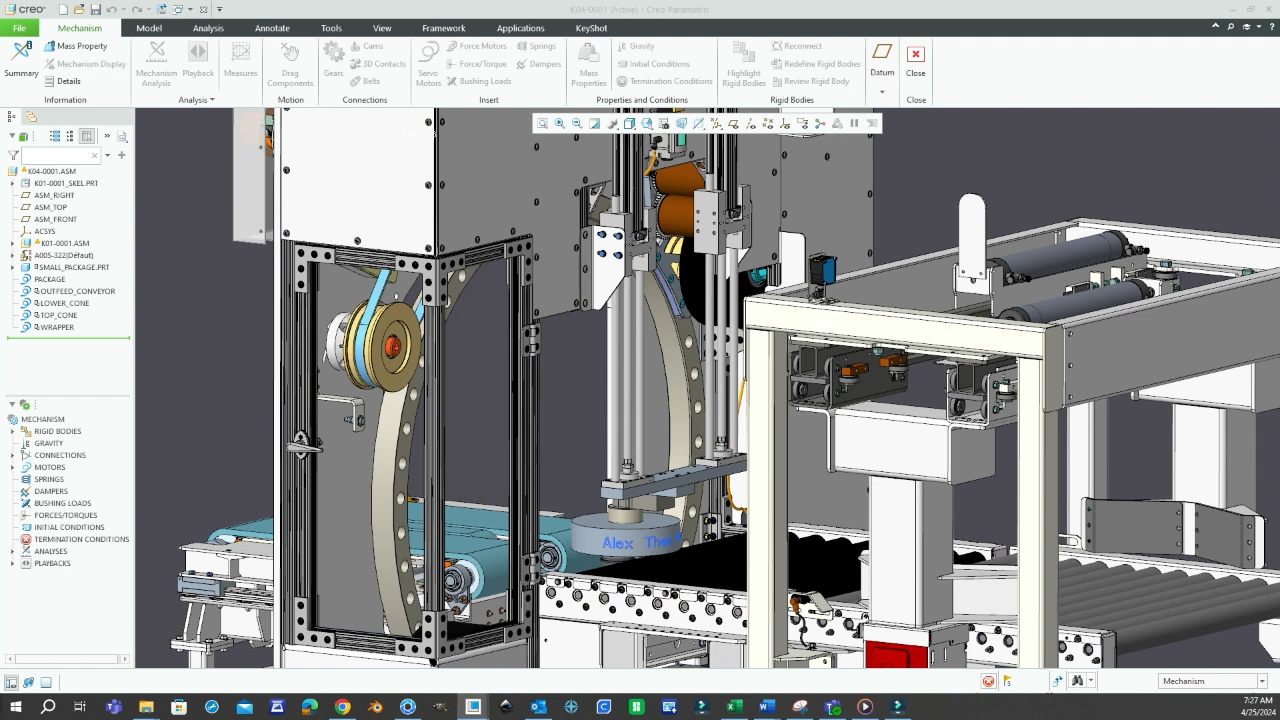 creo
K04-0001 (Active) - Creo Parametric
File
Mechanism
Model
Analysis
Annotate
Tools
View
Framework
Applications
KeyShot
Summary
Mass Property
Mechanism Display
Details
Information
Mechanism Analysis
Playback
Measures
Analysis
Drag Components
Motion
Gears
Cams
3D Contacts
Belts
Connections
Servo Motors
Force Motors
Force/Torque
Bushing Loads
Springs
Dampers
Insert
Mass Properties
Gravity
Initial Conditions
Termination Conditions
Properties and Conditions
Highlight Rigid Bodies
Reconnect
Redefine Rigid Bodies
Review Rigid Body
Rigid Bodies
Datum
Close
Close
K04-0001.ASM
K01-0001_SKEL.PRT
ASM_RIGHT
ASM_TOP
ASM_FRONT
ACSYS
K01-0001.ASM
A005-322(Défaut)
SMALL_PACKAGE.PRT
PACKAGE
OUTFEED_CONVEYOR
LOWER_CONE
TOP_CONE
WRAPPER
MECHANISM
RIGID BODIES
GRAVITY
CONNECTIONS
MOTORS
SPRINGS
DAMPERS
BUSHING LOADS
FORCES/TORQUES
INITIAL CONDITIONS
TERMINATION CONDITIONS
ANALYSES
PLAYBACKS
Alex
Mechanism
7:27 AM
4/25/2024